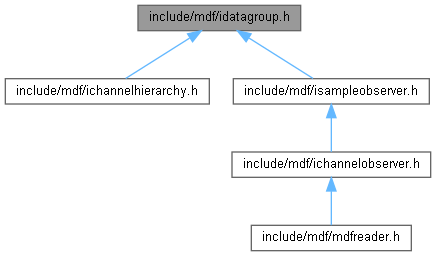 include/mdf/idatagroup.h
include/mdf/ichannelhierarchy.h
include/mdf/isampleobserver.h
include/mdf/ichannelobserver.h
include/mdf/mdfreader.h